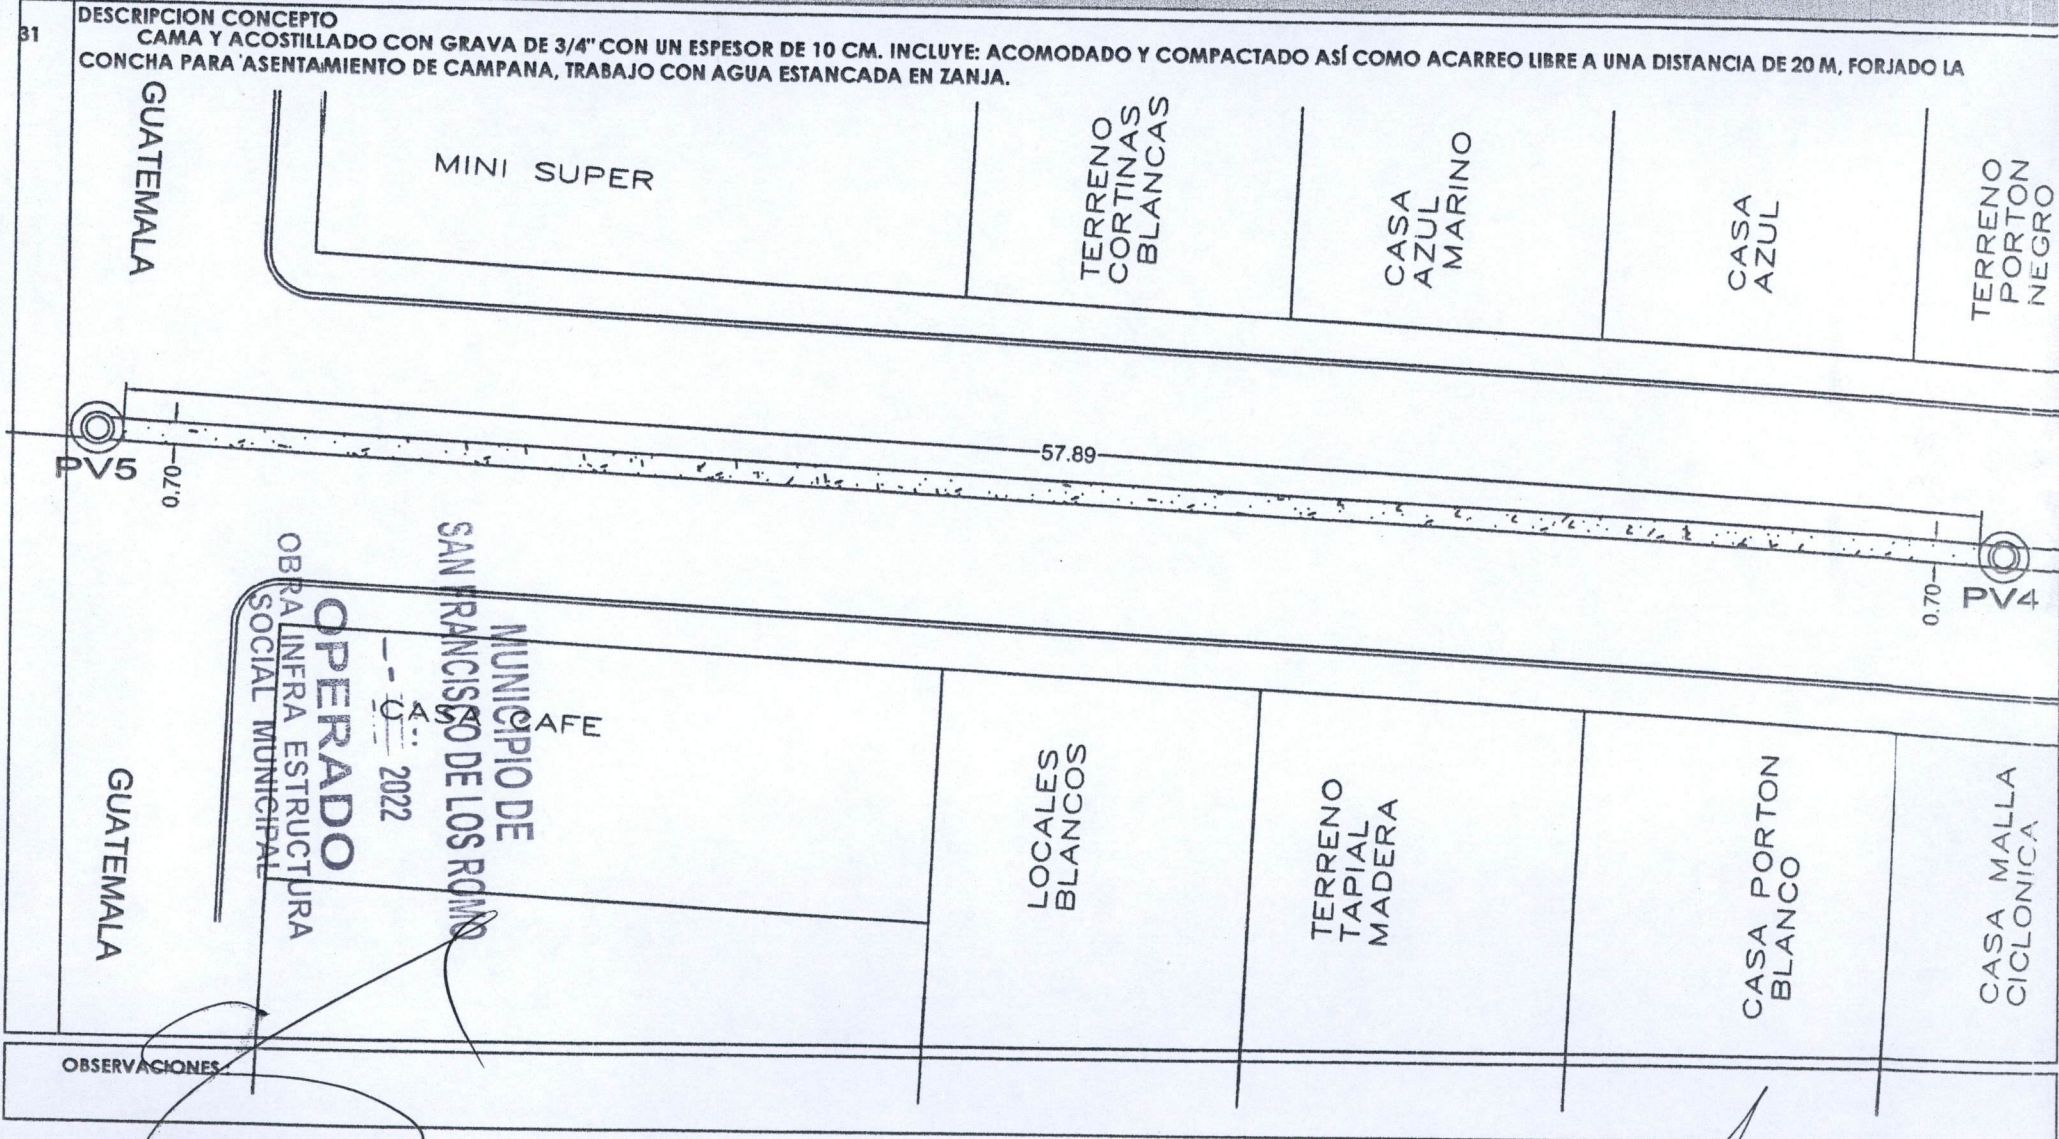 31
DESCRIPCION CONCEPTO
CAMA Y ACOSTILLADO CON GRAVA DE 3/4" CON UN ESPESOR DE 10 CM. INCLUYE: ACOMODADO Y COMPACTADO ASÍ COMO ACARREO LIBRE A UNA DISTANCIA DE 20 M, FORJADO LA
CONCHA PARA ASENTAMIENTO DE CAMPANA, TRABAJO CON AGUA ESTANCADA EN ZANJA.
GUATEMALA
MINI SUPER
TERRENO
CORTINAS
BLANCAS
CASA
AZUL
MARINO
CASA
AZUL
TERRENO
PORTON
NEGRO
PV5
0.70
57.89
0.70
PV4
GUATEMALA
MUNICIPIO DE
SAN FRANCISCO DE LOS ROMO
2022
OPERADO
OBRA INFRA ESTRUCTURA
SOCIAL MUNICIPAL
CASA CAFE
LOCALES
BLANCOS
TERRENO
TAPIAL
MADERA
CASA PORTON
BLANCO
CASA MALLA
CICLONICA
OBSERVACIONES